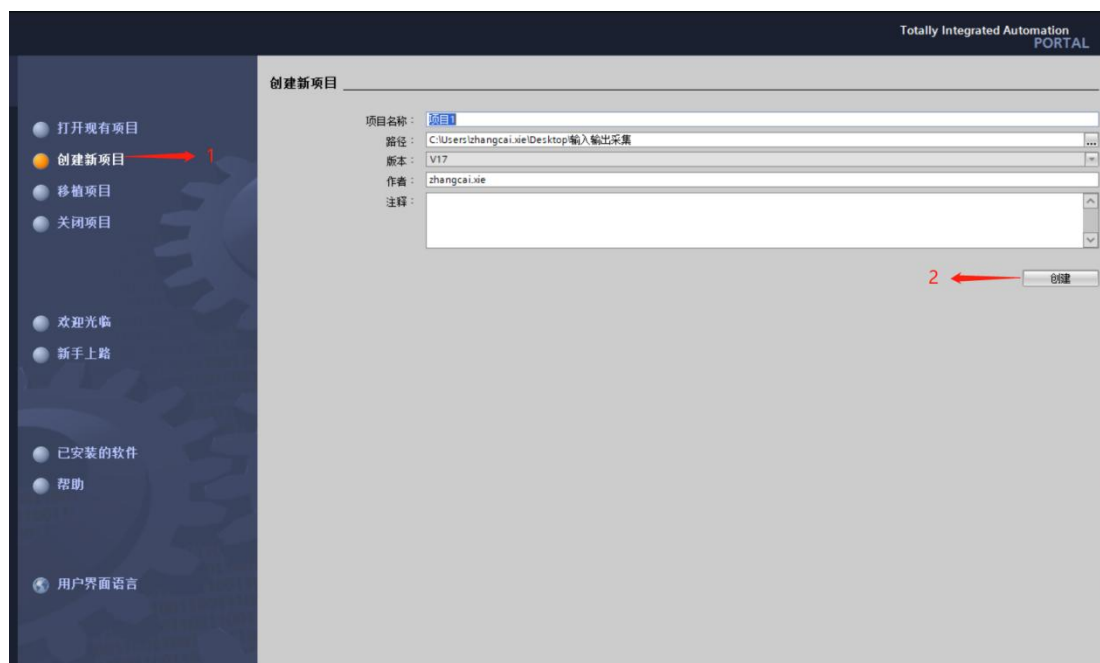 Totally Integrated Automation
PORTAL
打开现有项目
创建新项目 1
移植项目
关闭项目
欢迎光临
新手上路
已安装的软件
帮助
用户界面语言
创建新项目
项目名称： 项目1
路径： C:\Users\zhangcai.xie\Desktop\输入输出采集 ...
版本： V17
作者： zhangcai.xie
注释：
2 创建